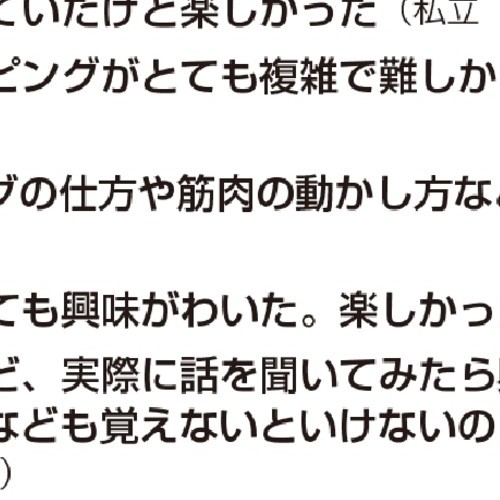 ていたけど楽しかった（私立
ピングがとても複雑で難しか
グの仕方や筋肉の動かし方な
ても興味がわいた。楽しかっ
ど、実際に話を聞いてみたら
なども覚えないといけないの
）